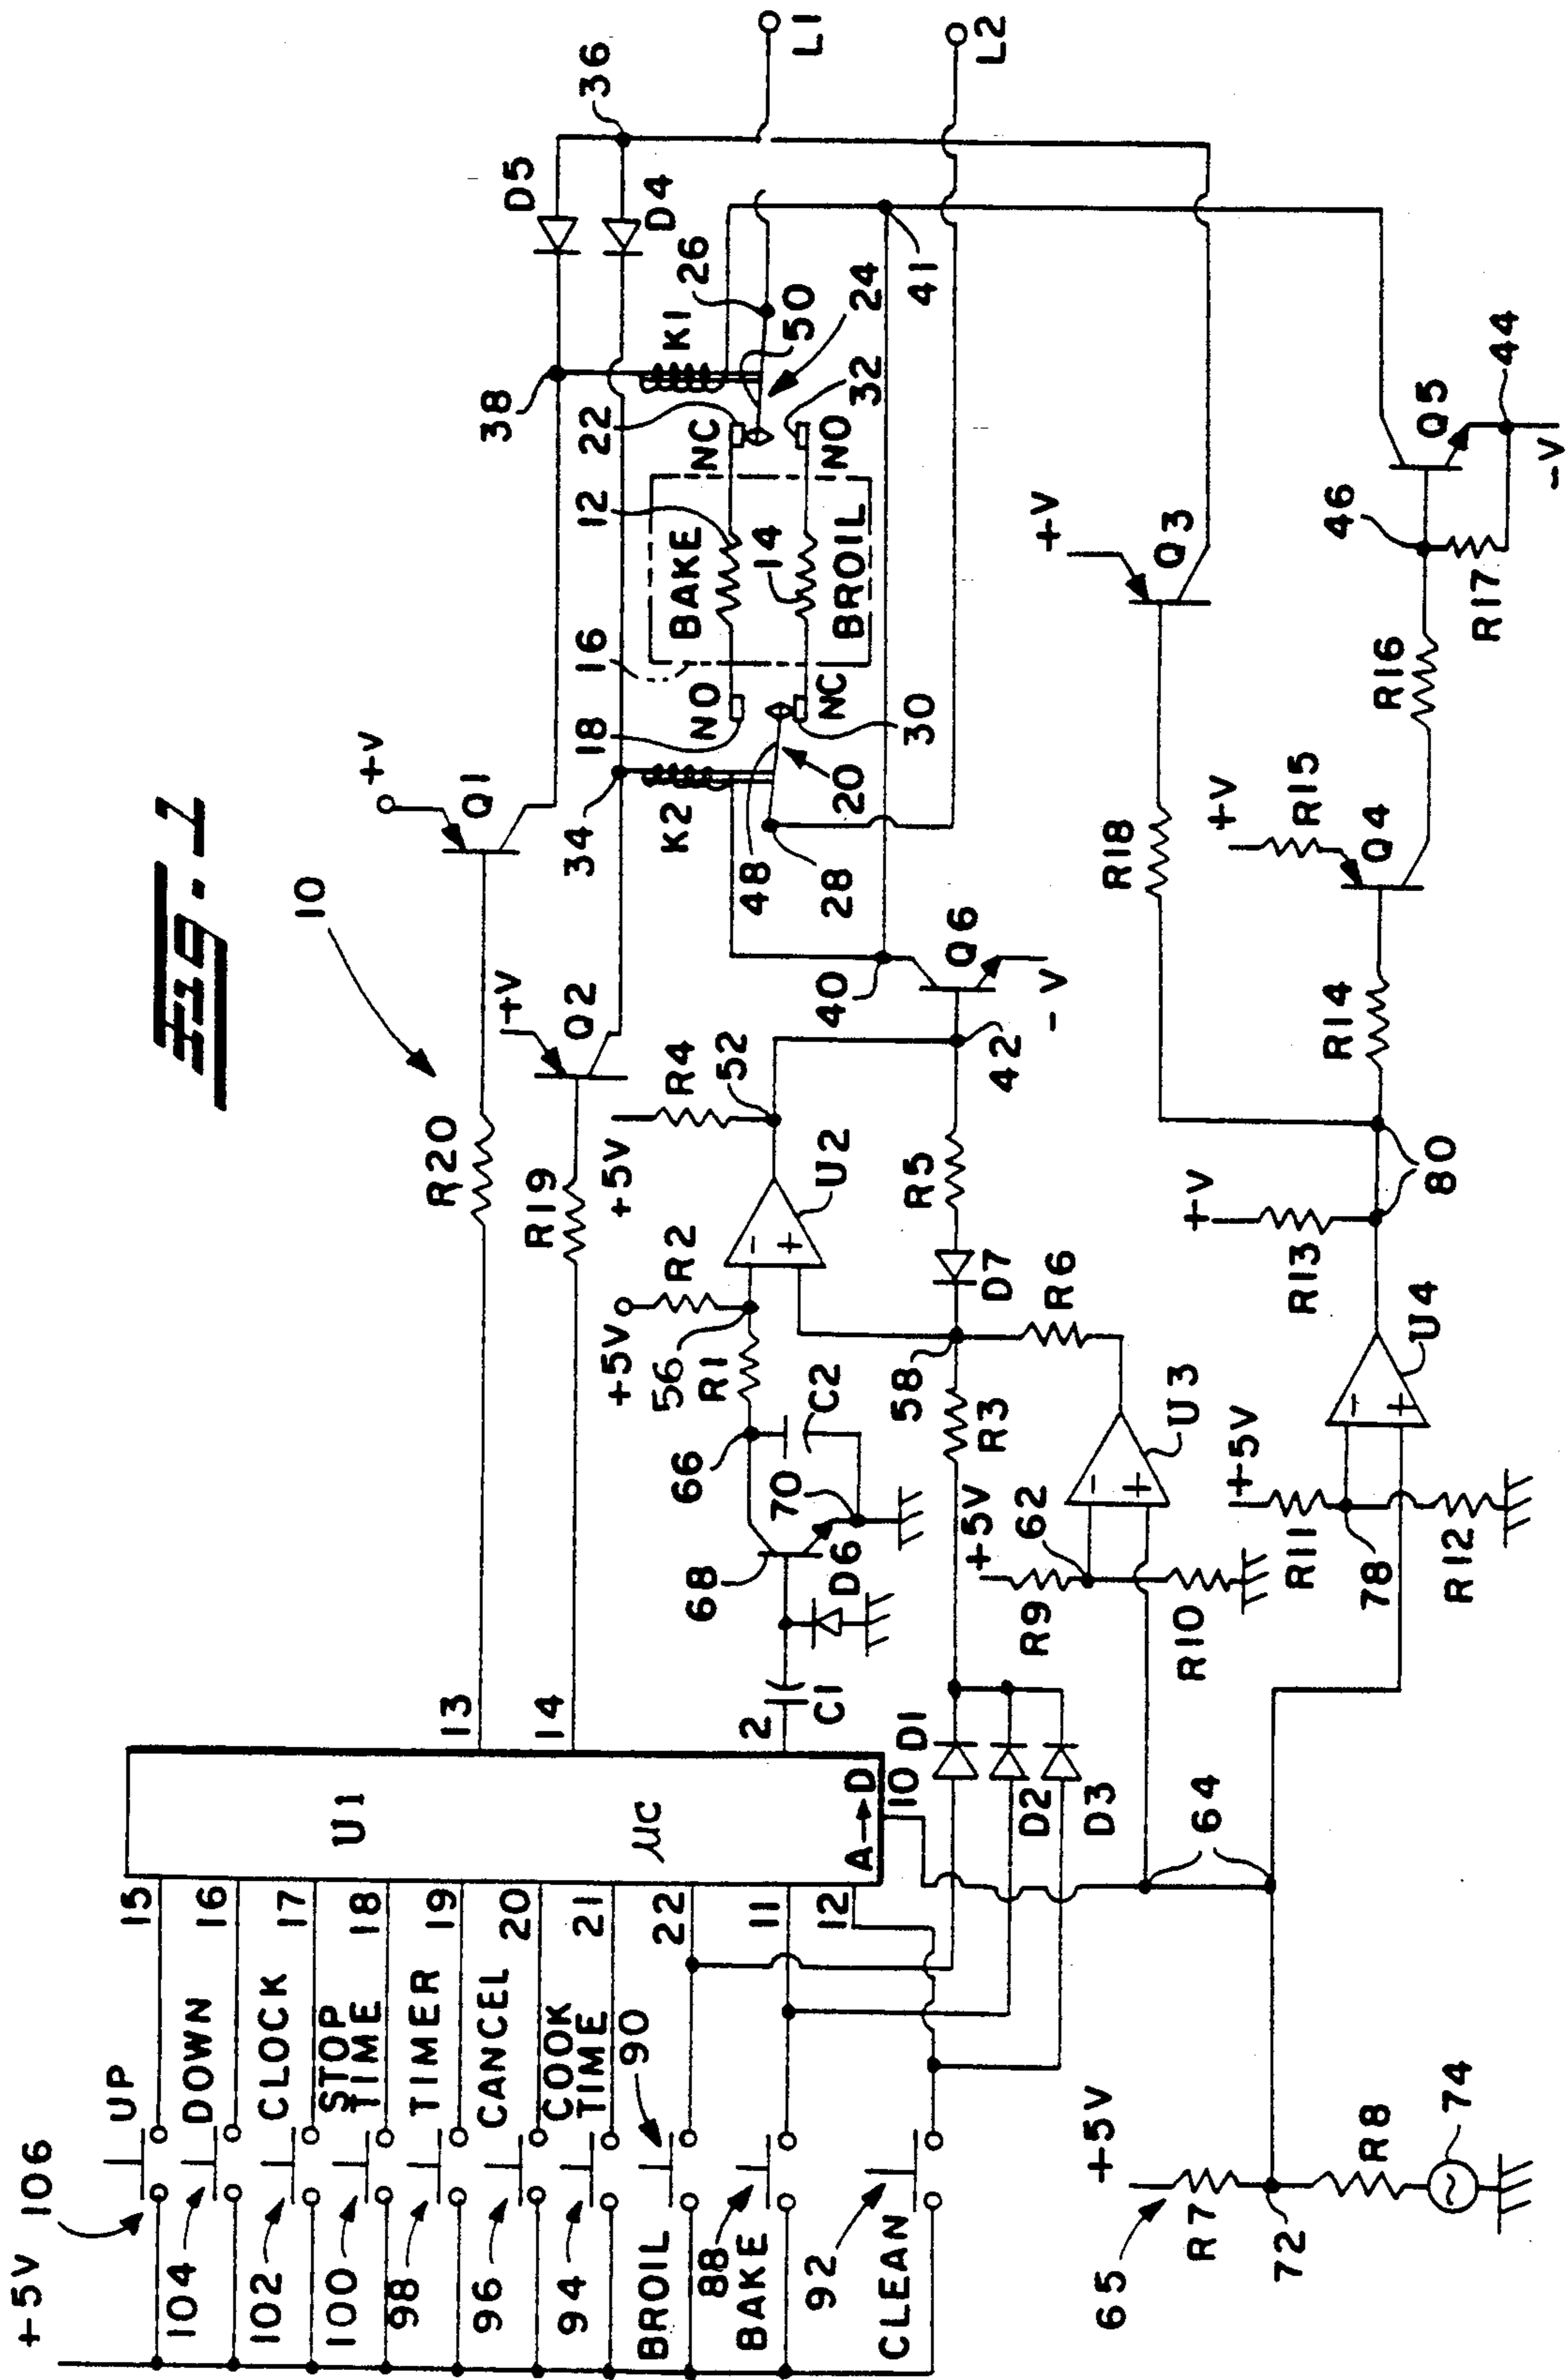 FIG-1
10
+5V
106
UP
15
104
DOWN
16
102
CLOCK
17
100
STOP
TIME
18
98
TIMER
19
96
CANCEL
20
94
COOK
TIME
21
90
BROIL
22
88
BAKE
11
92
CLEAN
12
U1
μC
A→D
10
13
14
2
R20
R19
+V
Q1
+V
Q2
38
34
D5
D4
36
K1
K2
16
BAKE
12
14
BROIL
NO
18
NC
30
NC
22
NO
32
26
50
24
48
20
28
L1
L2
41
40
Q6
-V
42
C1
D6
68
66
70
C2
R1
56
+5V
R2
U2
+5V
R4
52
R5
D7
58
R3
R6
D1
D2
D3
+5V
R9
62
R10
U3
64
+5V
R11
78
R12
U4
+V
R13
80
R18
R14
+V
R15
Q4
+V
Q3
R16
46
R17
Q5
44
-V
65
+5V
R7
72
R8
74